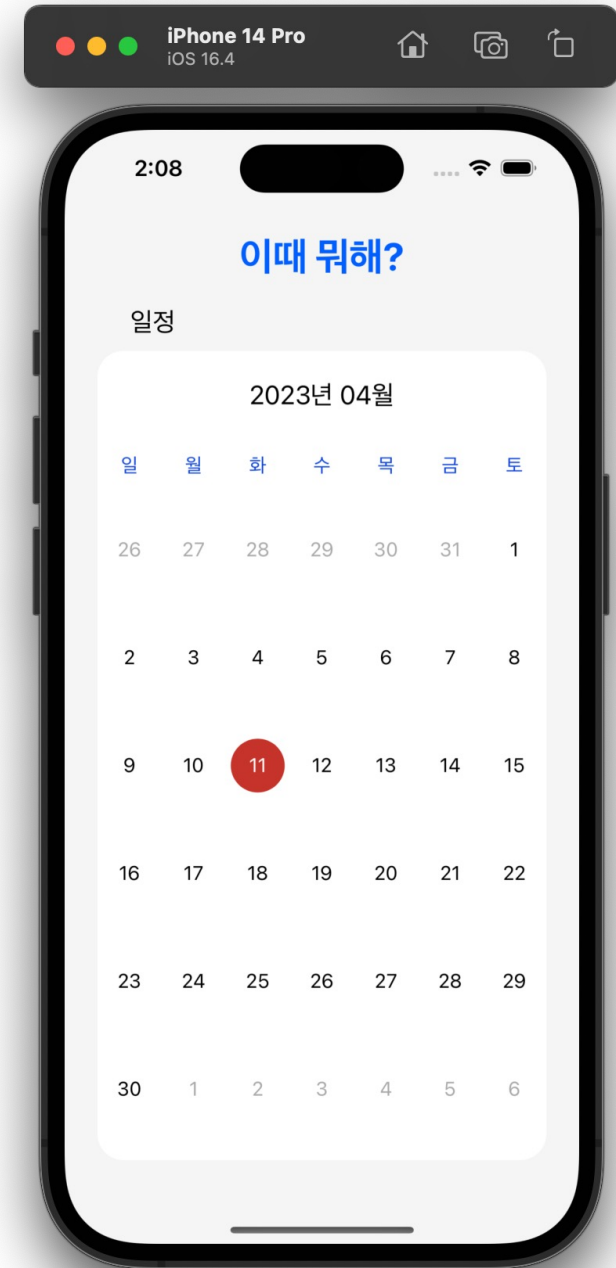 iPhone 14 Pro
iOS 16.4
2:08
이때 뭐해?
일정
2023년 04월
일 월 화 수 목 금 토
26 27 28 29 30 31 1
2 3 4 5 6 7 8
9 10 11 12 13 14 15
16 17 18 19 20 21 22
23 24 25 26 27 28 29
30 1 2 3 4 5 6